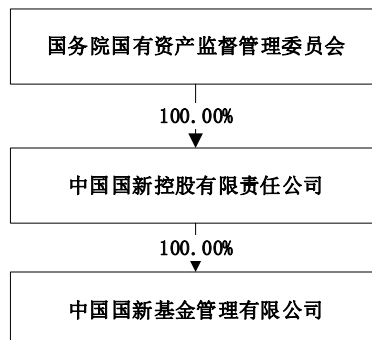 国务院国有资产监督管理委员会
100.00%
中国国新控股有限责任公司
100.00%
中国国新基金管理有限公司